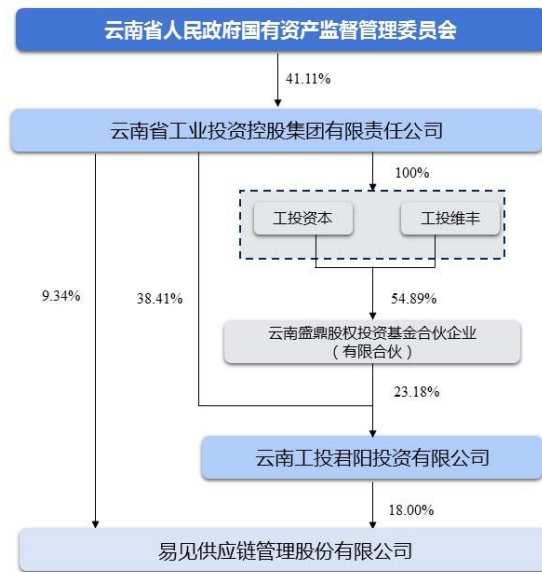 云南省人民政府国有资产监督管理委员会
41.11%
云南省工业投资控股集团有限责任公司
100%
工投资本
工投维丰
9.34%
38.41%
54.89%
云南盛鼎股权投资基金合伙企业
（有限合伙）
23.18%
云南工投君阳投资有限公司
18.00%
易见供应链管理股份有限公司